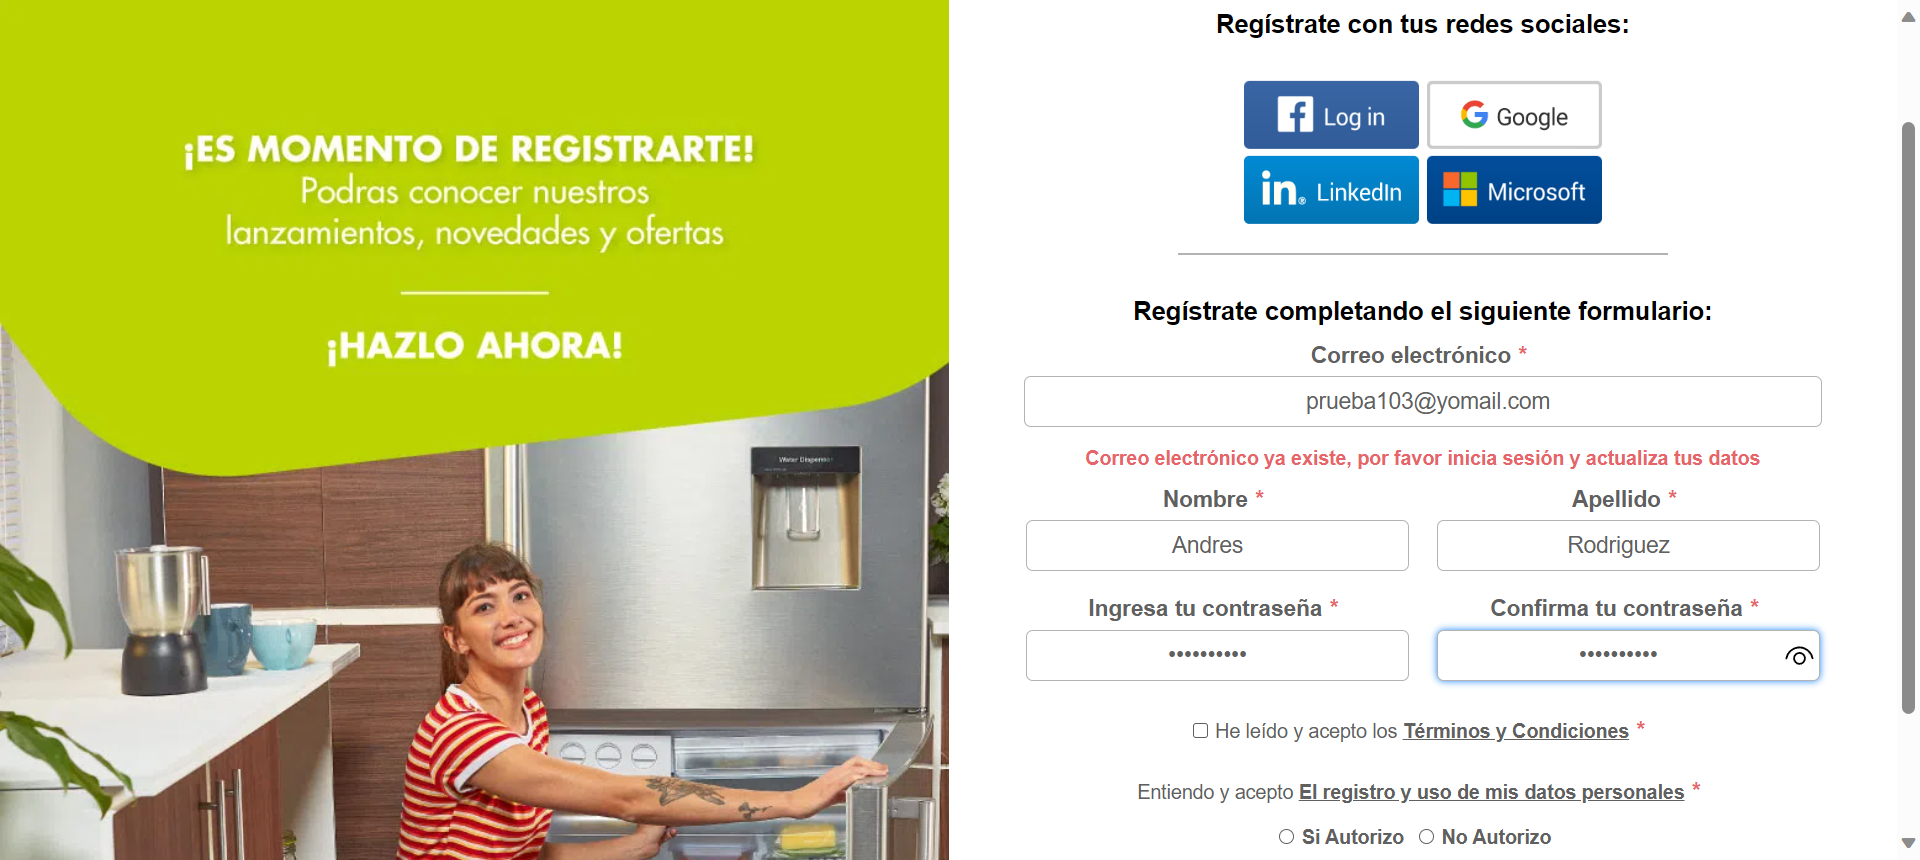 ¡ES MOMENTO DE REGISTRARTE!
Podras conocer nuestros
lanzamientos, novedades y ofertas
¡HAZLO AHORA!
Water Dispenser
Regístrate con tus redes sociales:
Log in
Google
in. LinkedIn
Microsoft
Regístrate completando el siguiente formulario:
Correo electrónico *
prueba103@yomail.com
Correo electrónico ya existe, por favor inicia sesión y actualiza tus datos
Nombre *
Apellido *
Andres
Rodriguez
Ingresa tu contraseña *
Confirma tu contraseña *
••••••••••
••••••••••
He leído y acepto los Términos y Condiciones *
Entiendo y acepto El registro y uso de mis datos personales *
Si Autorizo
No Autorizo